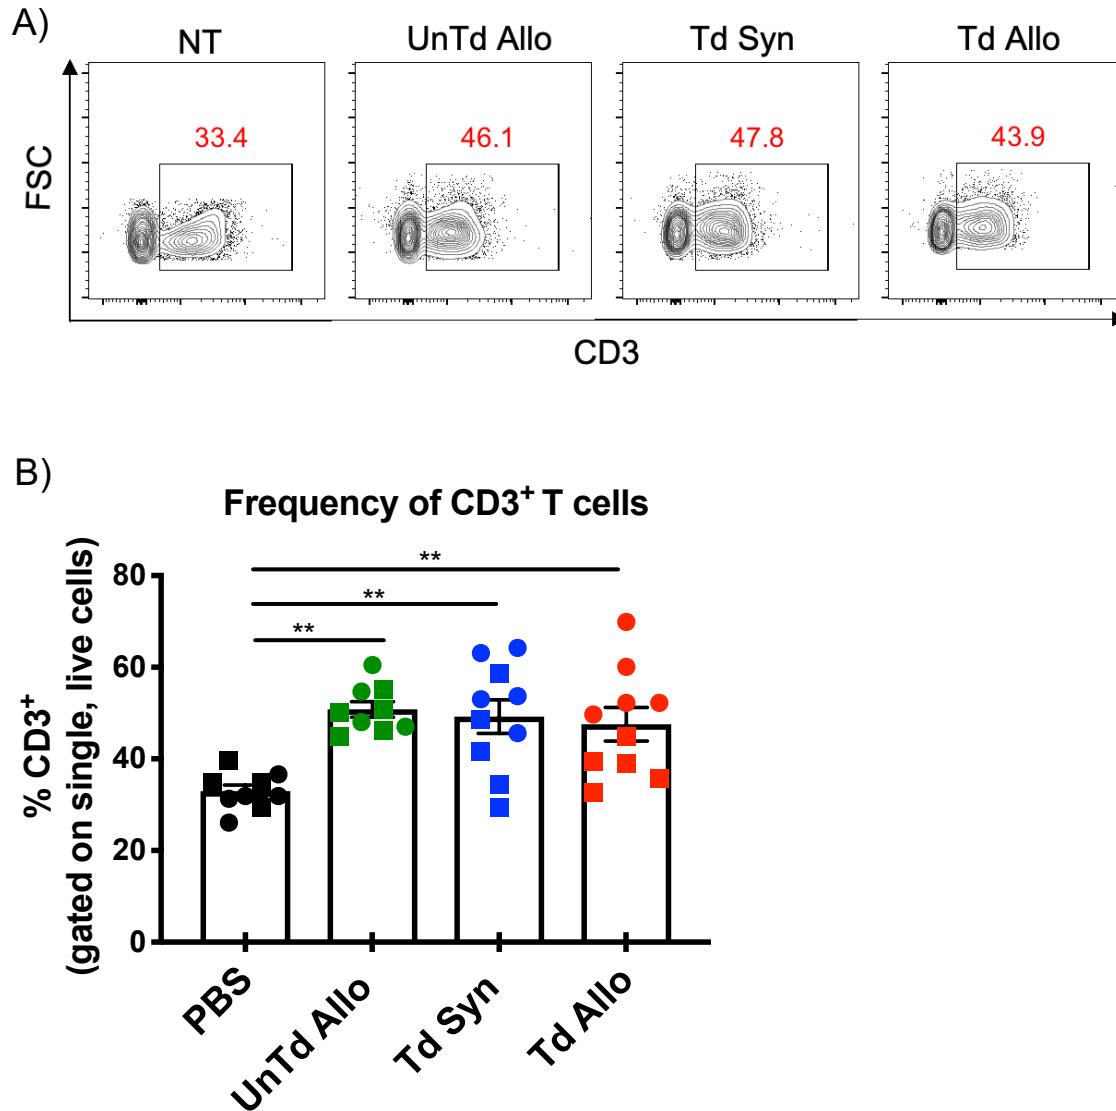 A)
NT
UnTd Allo
Td Syn
Td Allo
33.4
46.1
47.8
43.9
FSC
CD3
B)
Frequency of CD3⁺ T cells
**
**
**
% CD3⁺
(gated on single, live cells)
80
60
40
20
0
PBS
UnTd Allo
Td Syn
Td Allo